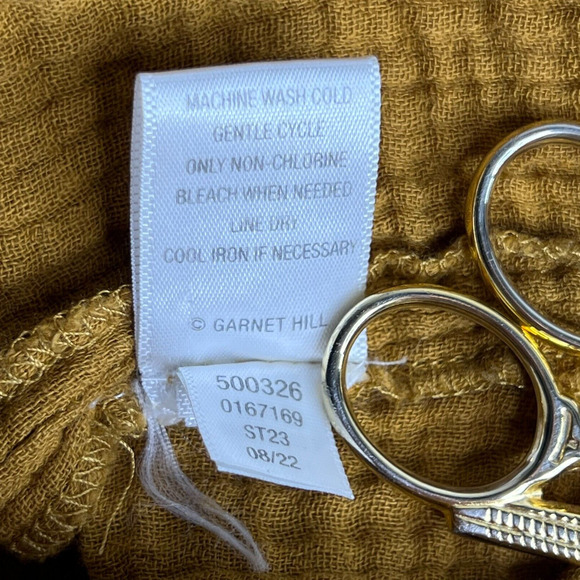 MACHINE WASH COLD
GENTLE CYCLE
ONLY NON-CHLORINE
BLEACH WHEN NEEDED
LINE DRY
COOL IRON IF NECESSARY
© GARNET HILL
500326
0167169
ST23
08/22